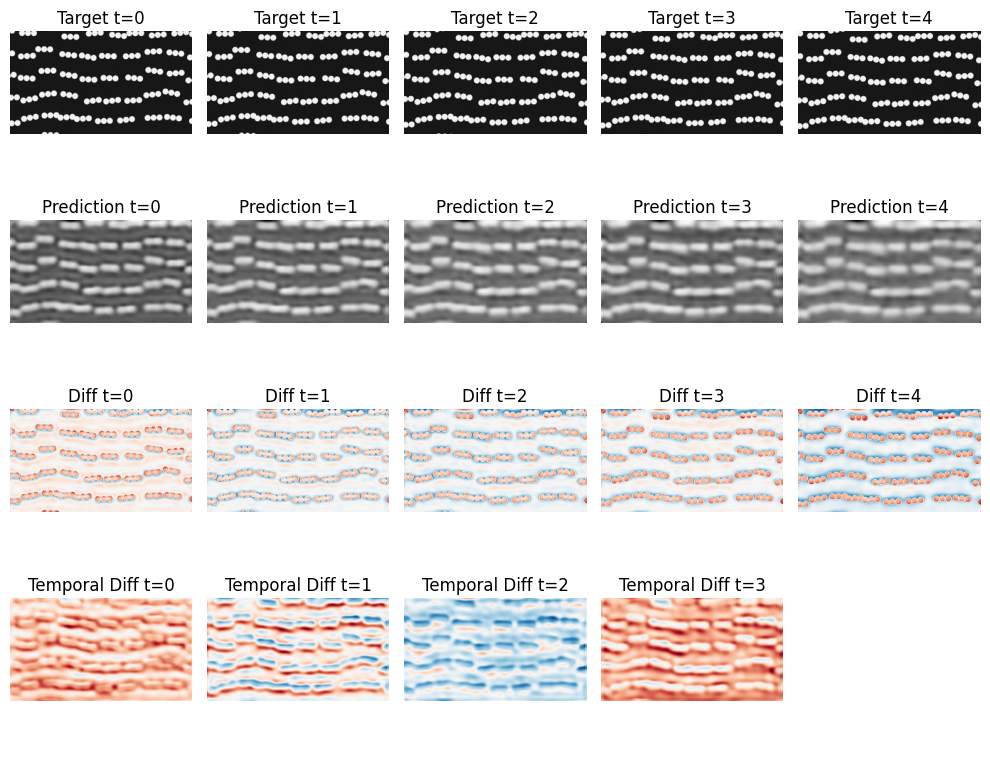 Target t=0 Target t=1 Target t=2 Target t=3 Target t=4
Prediction t=0 Prediction t=1 Prediction t=2 Prediction t=3 Prediction t=4
Diff t=0 Diff t=1 Diff t=2 Diff t=3 Diff t=4
Temporal Diff t=0 Temporal Diff t=1 Temporal Diff t=2 Temporal Diff t=3